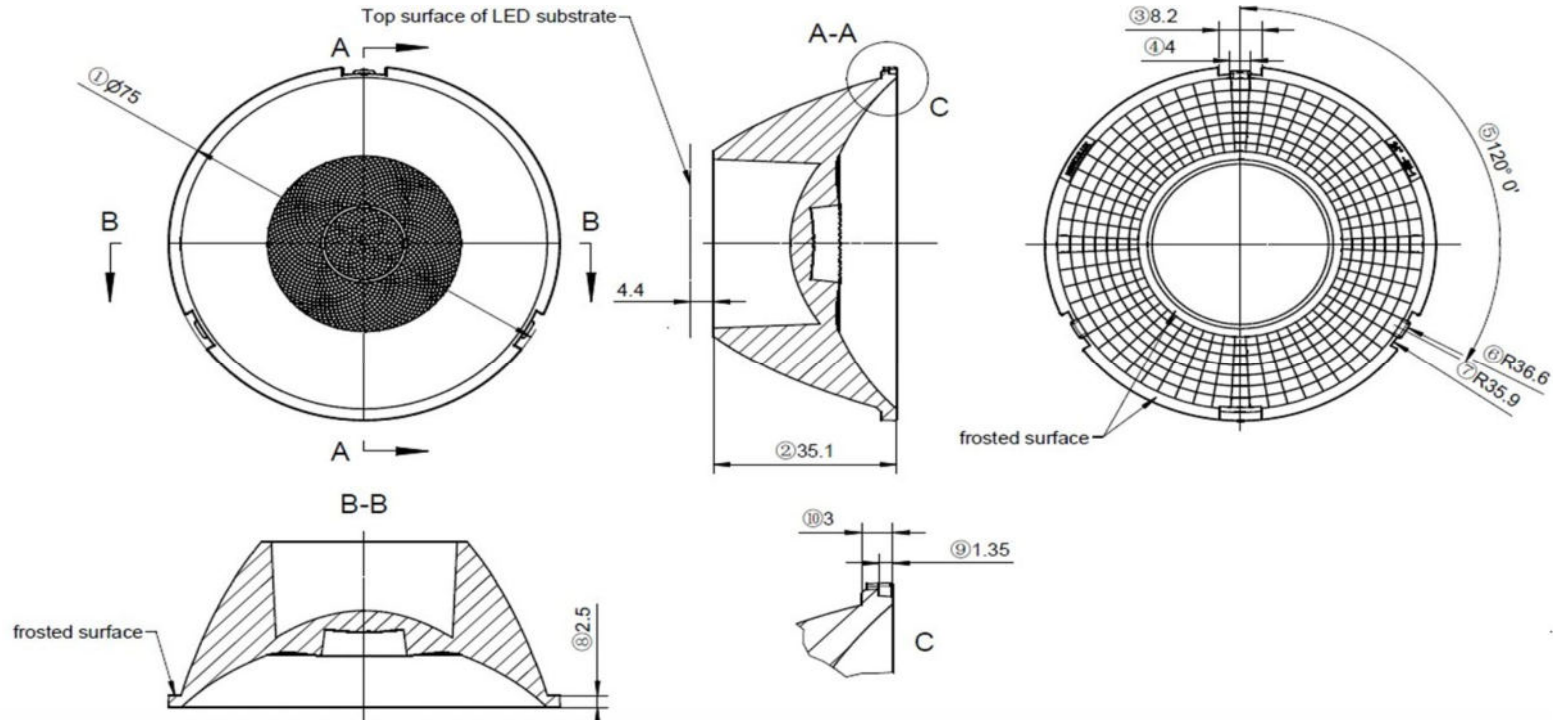 Top surface of LED substrate
A
A-A
③8.2
④4
①Ø75
C
⑤120° 0'
B
B
B
4.4
⑥R36.6
⑦R35.9
frosted surface
A
②35.1
B-B
⑩3
⑨1.35
frosted surface
⑧2.5
C